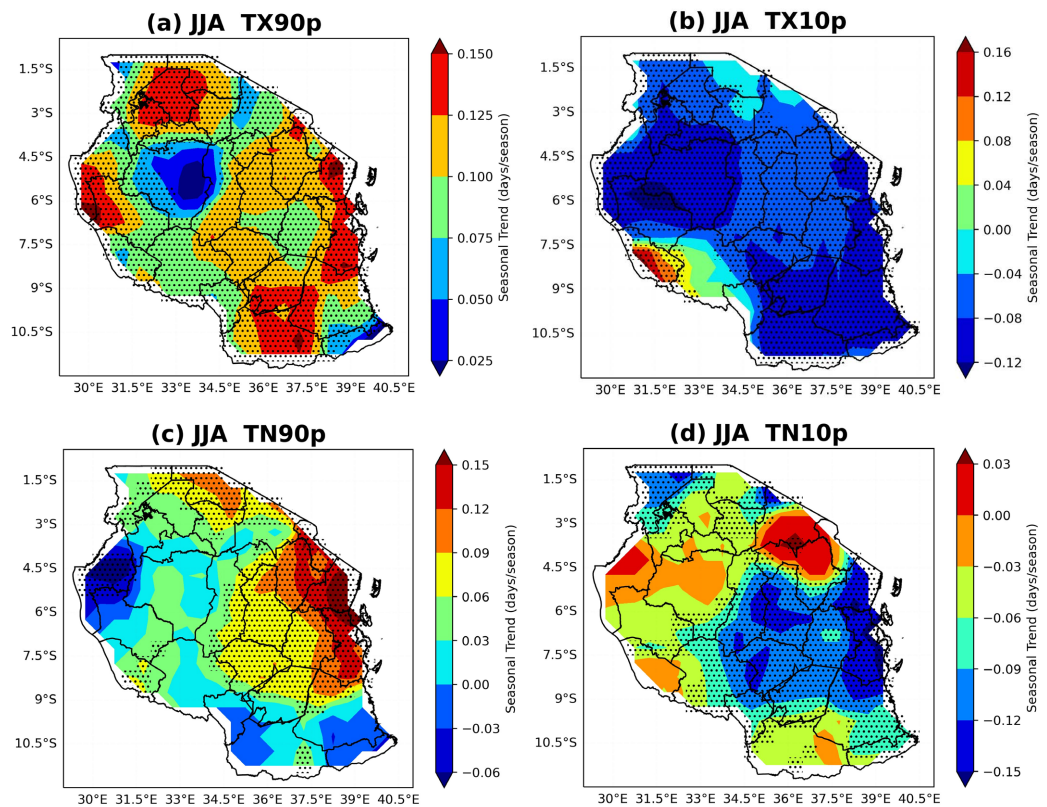 (a) JJA TX90p
1.5°S
3°S
4.5°S
6°S
7.5°S
9°S
10.5°S
30°E 31.5°E 33°E 34.5°E 36°E 37.5°E 39°E 40.5°E
0.150
0.125
0.100
0.075
0.050
0.025
Seasonal Trend (days/season)
(b) JJA TX10p
1.5°S
3°S
4.5°S
6°S
7.5°S
9°S
10.5°S
30°E 31.5°E 33°E 34.5°E 36°E 37.5°E 39°E 40.5°E
0.16
0.12
0.08
0.04
0.00
−0.04
−0.08
−0.12
Seasonal Trend (days/season)
(c) JJA TN90p
1.5°S
3°S
4.5°S
6°S
7.5°S
9°S
10.5°S
30°E 31.5°E 33°E 34.5°E 36°E 37.5°E 39°E 40.5°E
0.15
0.12
0.09
0.06
0.03
0.00
−0.03
−0.06
Seasonal Trend (days/season)
(d) JJA TN10p
1.5°S
3°S
4.5°S
6°S
7.5°S
9°S
10.5°S
30°E 31.5°E 33°E 34.5°E 36°E 37.5°E 39°E 40.5°E
0.03
0.00
−0.03
−0.06
−0.09
−0.12
−0.15
Seasonal Trend (days/season)